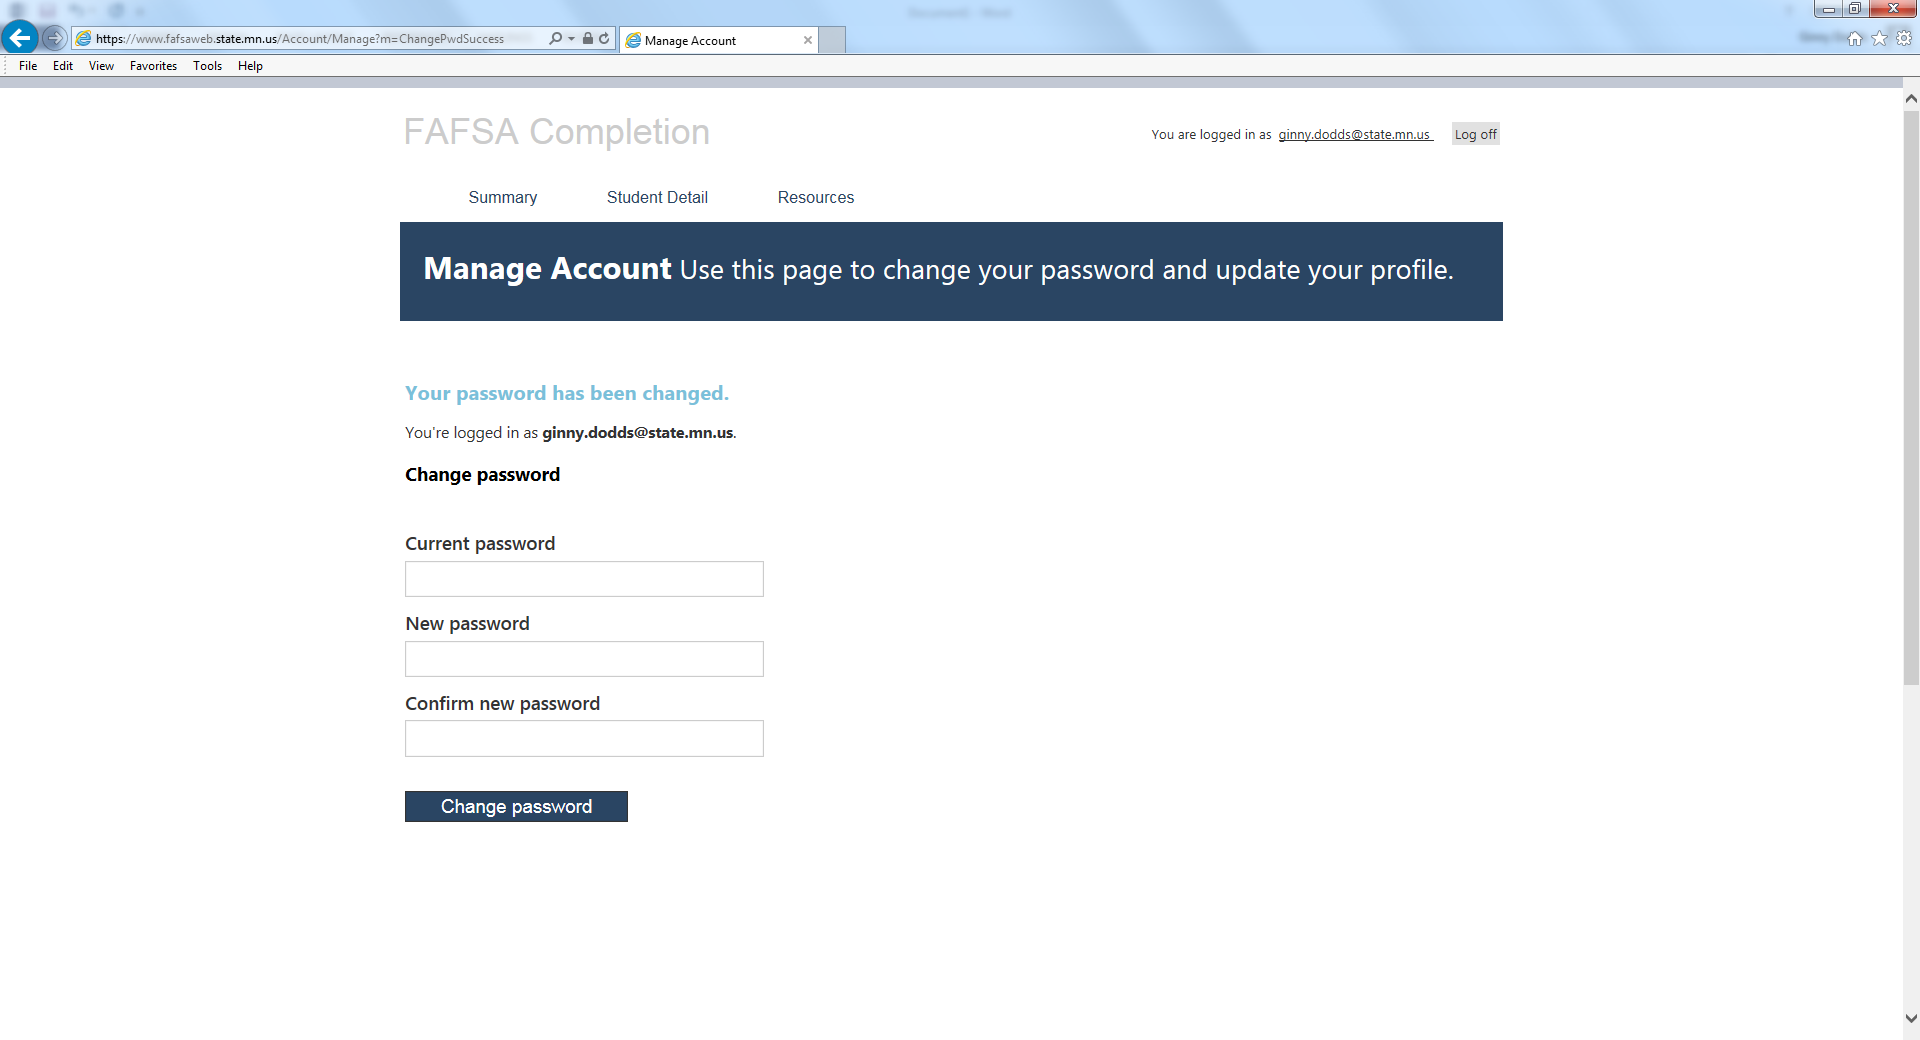 https://www.fafsaweb.state.mn.us/Account/Manage?m=ChangePwdSuccess
Manage Account
File Edit View Favorites Tools Help
FAFSA Completion
You are logged in as ginny.dodds@state.mn.us Log off
Summary Student Detail Resources
Manage Account Use this page to change your password and update your profile.
Your password has been changed.
You're logged in as ginny.dodds@state.mn.us.
Change password
Current password
New password
Confirm new password
Change password